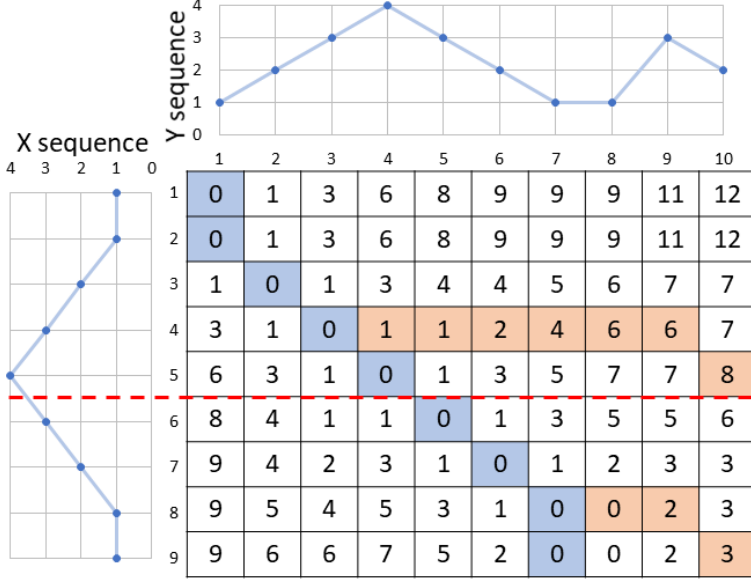 4
3
Y sequence
2
1
0
X sequence
4 3 2 1 0
1 2 3 4 5 6 7 8 9 10
1 0 1 3 6 8 9 9 9 11 12
2 0 1 3 6 8 9 9 9 11 12
3 1 0 1 3 4 4 5 6 7 7
4 3 1 0 1 1 2 4 6 6 7
5 6 3 1 0 1 3 5 7 7 8
6 8 4 1 1 0 1 3 5 5 6
7 9 4 2 3 1 0 1 2 3 3
8 9 5 4 5 3 1 0 0 2 3
9 9 6 6 7 5 2 0 0 2 3